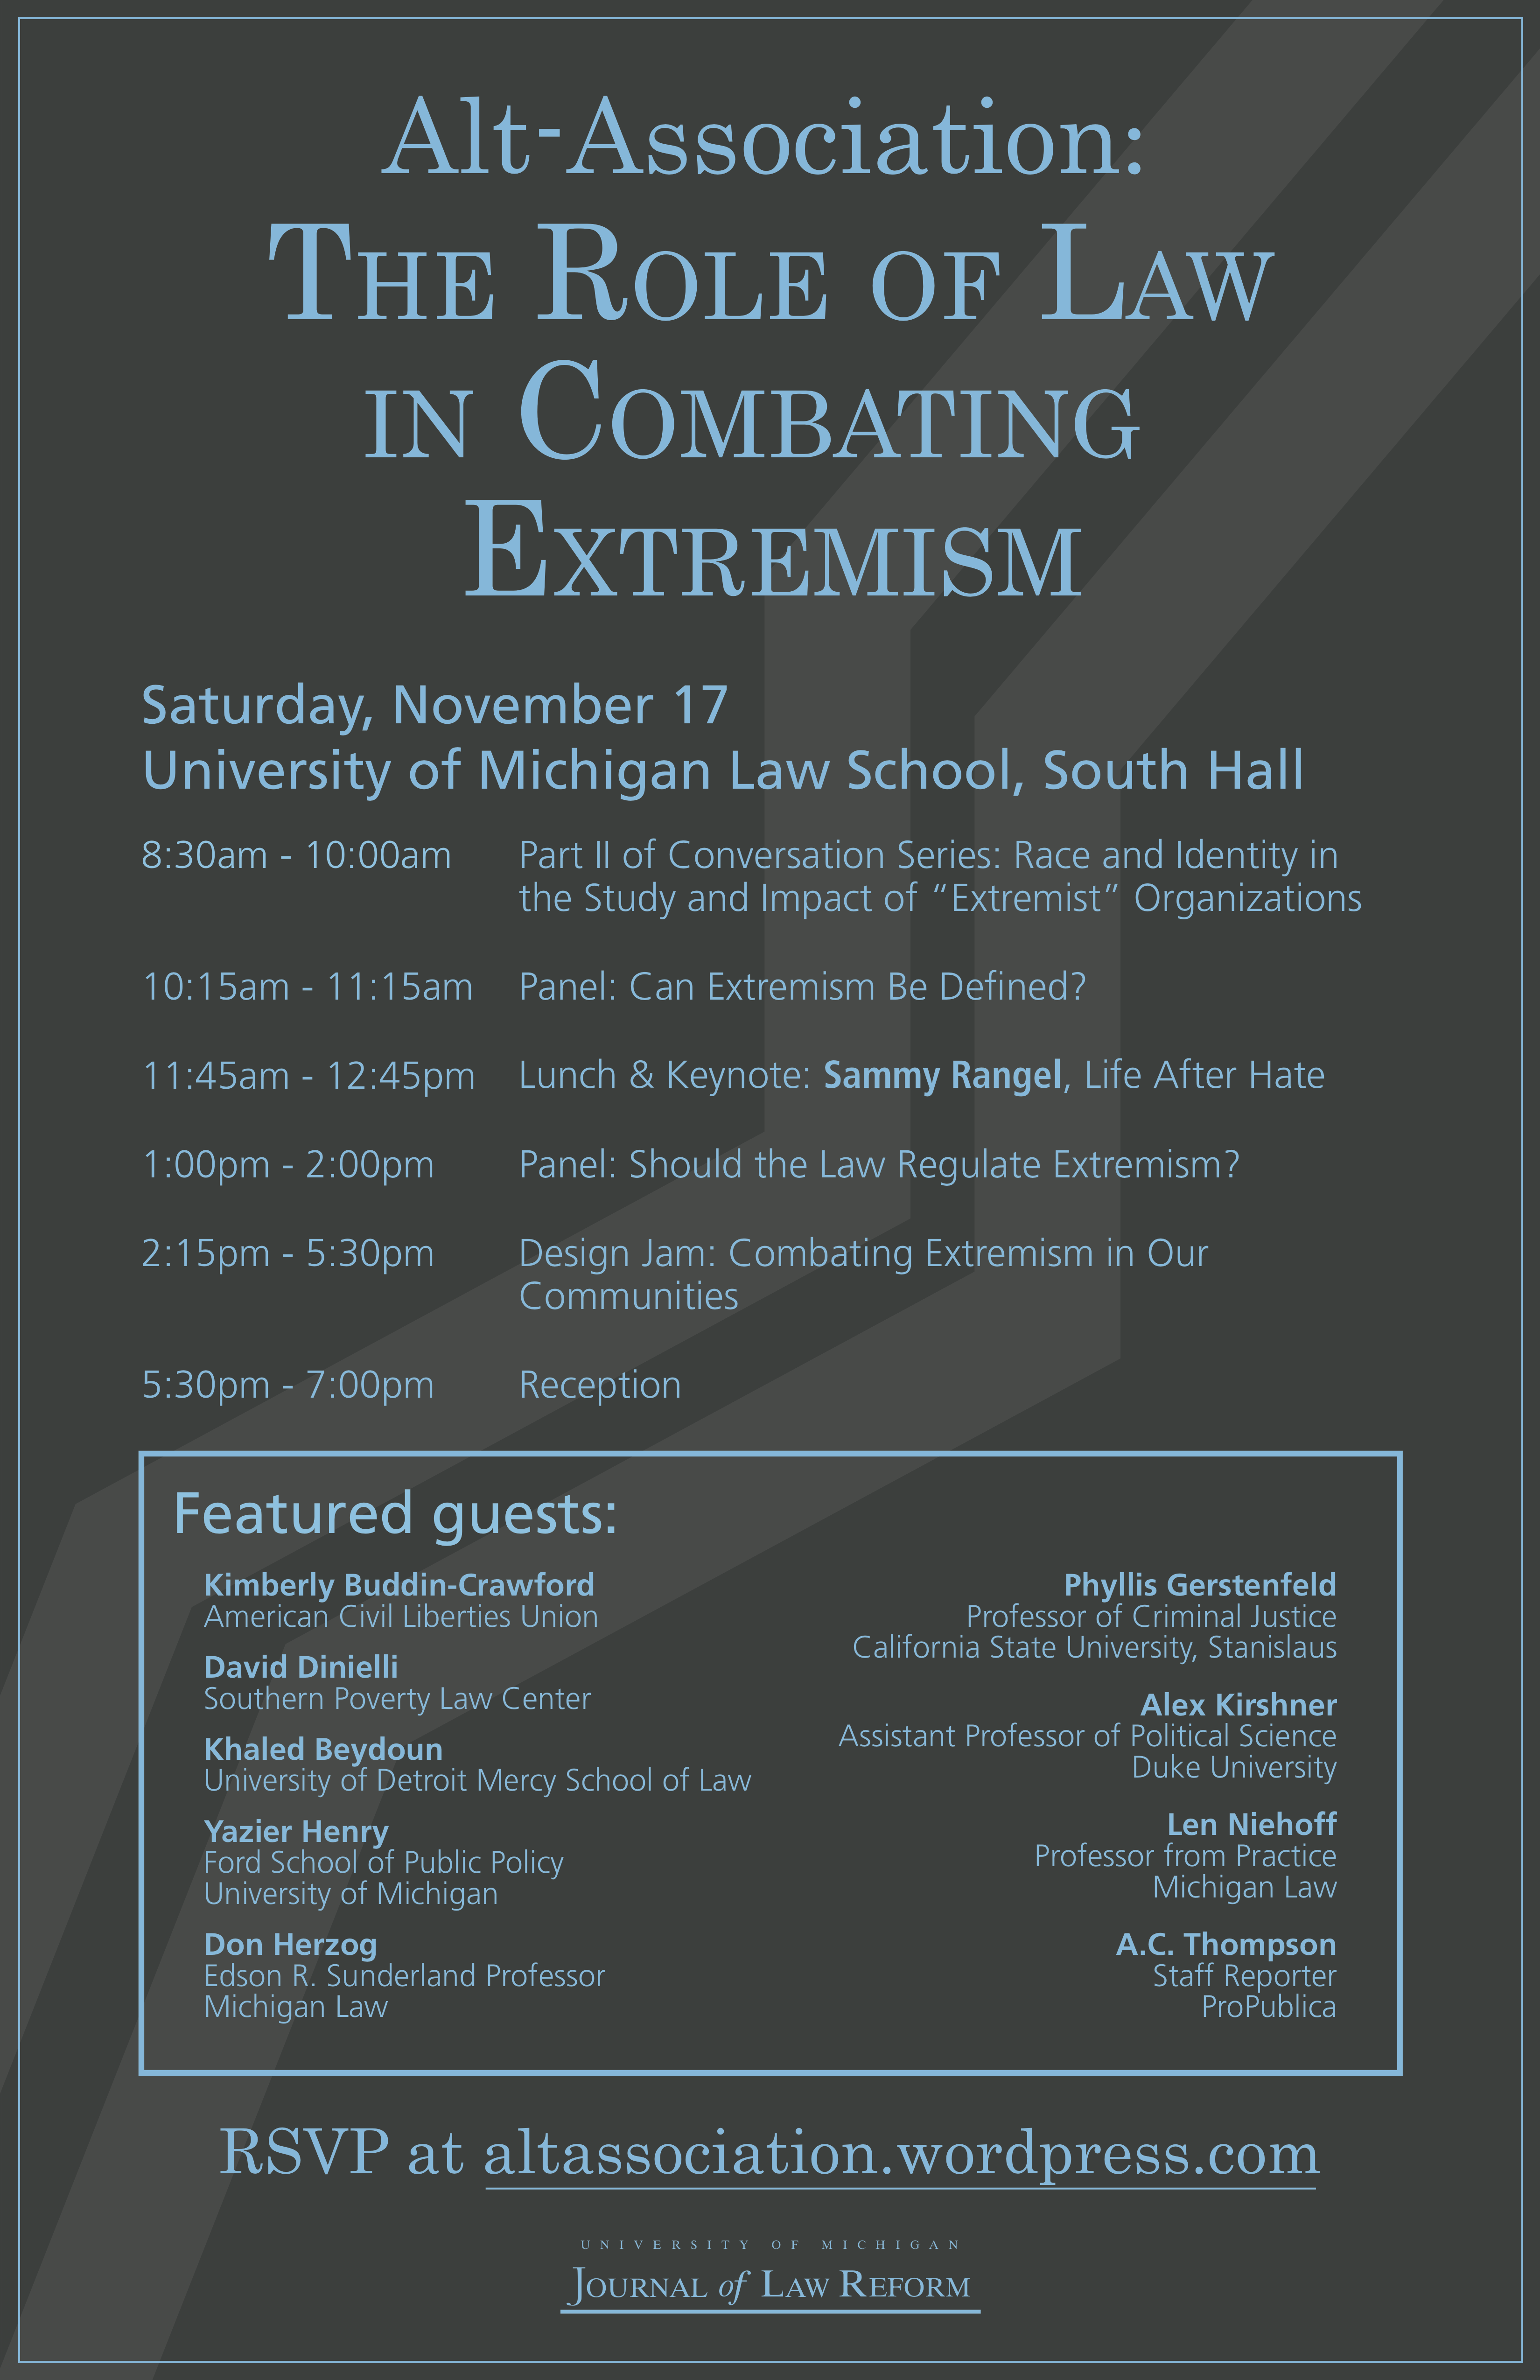 Alt-Association:
The Role of Law
in Combating
Extremism
Saturday, November 17
University of Michigan Law School, South Hall
8:30am - 10:00am Part II of Conversation Series: Race and Identity in
the Study and Impact of “Extremist” Organizations
10:15am - 11:15am Panel: Can Extremism Be Defined?
11:45am - 12:45pm Lunch & Keynote: Sammy Rangel, Life After Hate
1:00pm - 2:00pm Panel: Should the Law Regulate Extremism?
2:15pm - 5:30pm Design Jam: Combating Extremism in Our
Communities
5:30pm - 7:00pm Reception
Featured guests:
Kimberly Buddin-Crawford
American Civil Liberties Union
David Dinielli
Southern Poverty Law Center
Khaled Beydoun
University of Detroit Mercy School of Law
Yazier Henry
Ford School of Public Policy
University of Michigan
Don Herzog
Edson R. Sunderland Professor
Michigan Law
Phyllis Gerstenfeld
Professor of Criminal Justice
California State University, Stanislaus
Alex Kirshner
Assistant Professor of Political Science
Duke University
Len Niehoff
Professor from Practice
Michigan Law
A.C. Thompson
Staff Reporter
ProPublica
RSVP at altassociation.wordpress.com
UNIVERSITY OF MICHIGAN
Journal of Law Reform